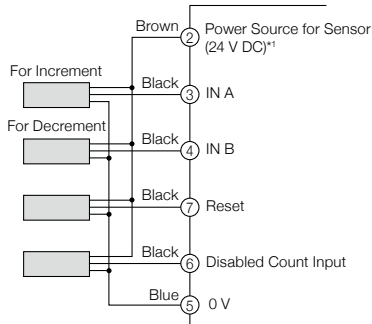 Brown
2 Power Source for Sensor
(24 V DC)*1
For Increment
Black
3 IN A
For Decrement
Black
4 IN B
Black
7 Reset
Black
6 Disabled Count Input
Blue
5 0 V